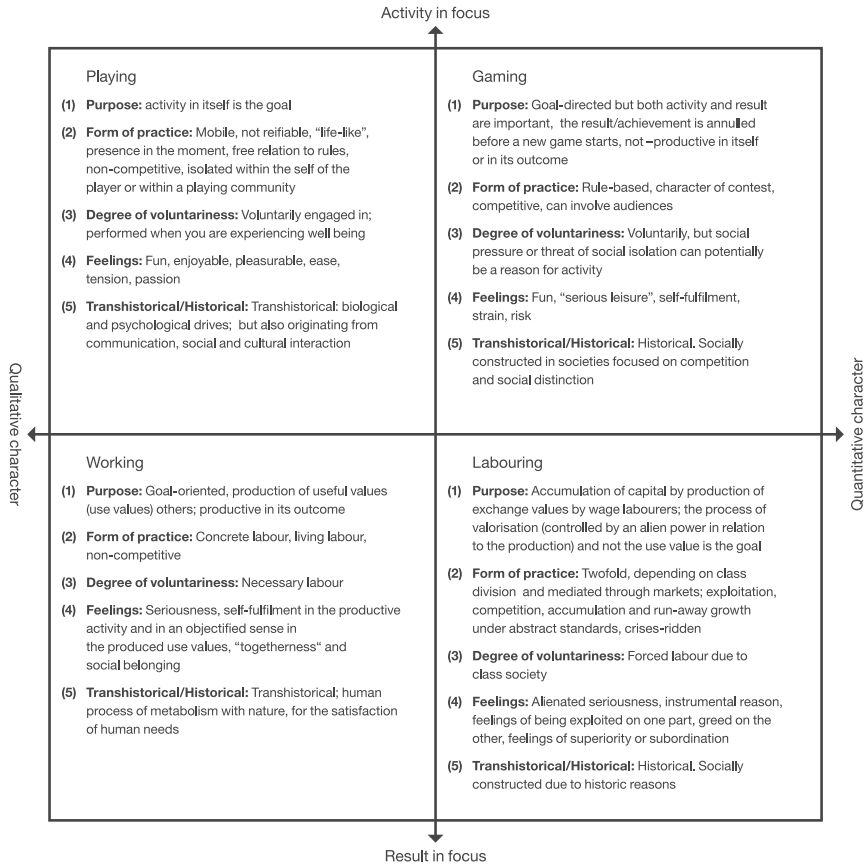 Activity in focus
Playing
(1) Purpose: activity in itself is the goal
(2) Form of practice: Mobile, not reifiable, “life-like”,
presence in the moment, free relation to rules,
non-competitive, isolated within the self of the
player or within a playing community
(3) Degree of voluntariness: Voluntarily engaged in;
performed when you are experiencing well being
(4) Feelings: Fun, enjoyable, pleasurable, ease,
tension, passion
(5) Transhistorical/Historical: Transhistorical: biological
and psychological drives; but also originating from
communication, social and cultural interaction
Gaming
(1) Purpose: Goal-directed but both activity and result
are important, the result/achievement is annulled
before a new game starts, not –productive in itself
or in its outcome
(2) Form of practice: Rule-based, character of contest,
competitive, can involve audiences
(3) Degree of voluntariness: Voluntarily, but social
pressure or threat of social isolation can potentially
be a reason for activity
(4) Feelings: Fun, “serious leisure”, self-fulfilment,
strain, risk
(5) Transhistorical/Historical: Historical. Socially
constructed in societies focused on competition
and social distinction
Qualitative character
Quantitative character
Working
(1) Purpose: Goal-oriented, production of useful values
(use values) others; productive in its outcome
(2) Form of practice: Concrete labour, living labour,
non-competitive
(3) Degree of voluntariness: Necessary labour
(4) Feelings: Seriousness, self-fulfilment in the productive
activity and in an objectified sense in
the produced use values, “togetherness“ and
social belonging
(5) Transhistorical/Historical: Transhistorical; human
process of metabolism with nature, for the satisfaction
of human needs
Labouring
(1) Purpose: Accumulation of capital by production of
exchange values by wage labourers; the process of
valorisation (controlled by an alien power in relation
to the production) and not the use value is the goal
(2) Form of practice: Twofold, depending on class
division and mediated through markets; exploitation,
competition, accumulation and run-away growth
under abstract standards, crises-ridden
(3) Degree of voluntariness: Forced labour due to
class society
(4) Feelings: Alienated seriousness, instrumental reason,
feelings of being exploited on one part, greed on the
other, feelings of superiority or subordination
(5) Transhistorical/Historical: Historical. Socially
constructed due to historic reasons
Result in focus